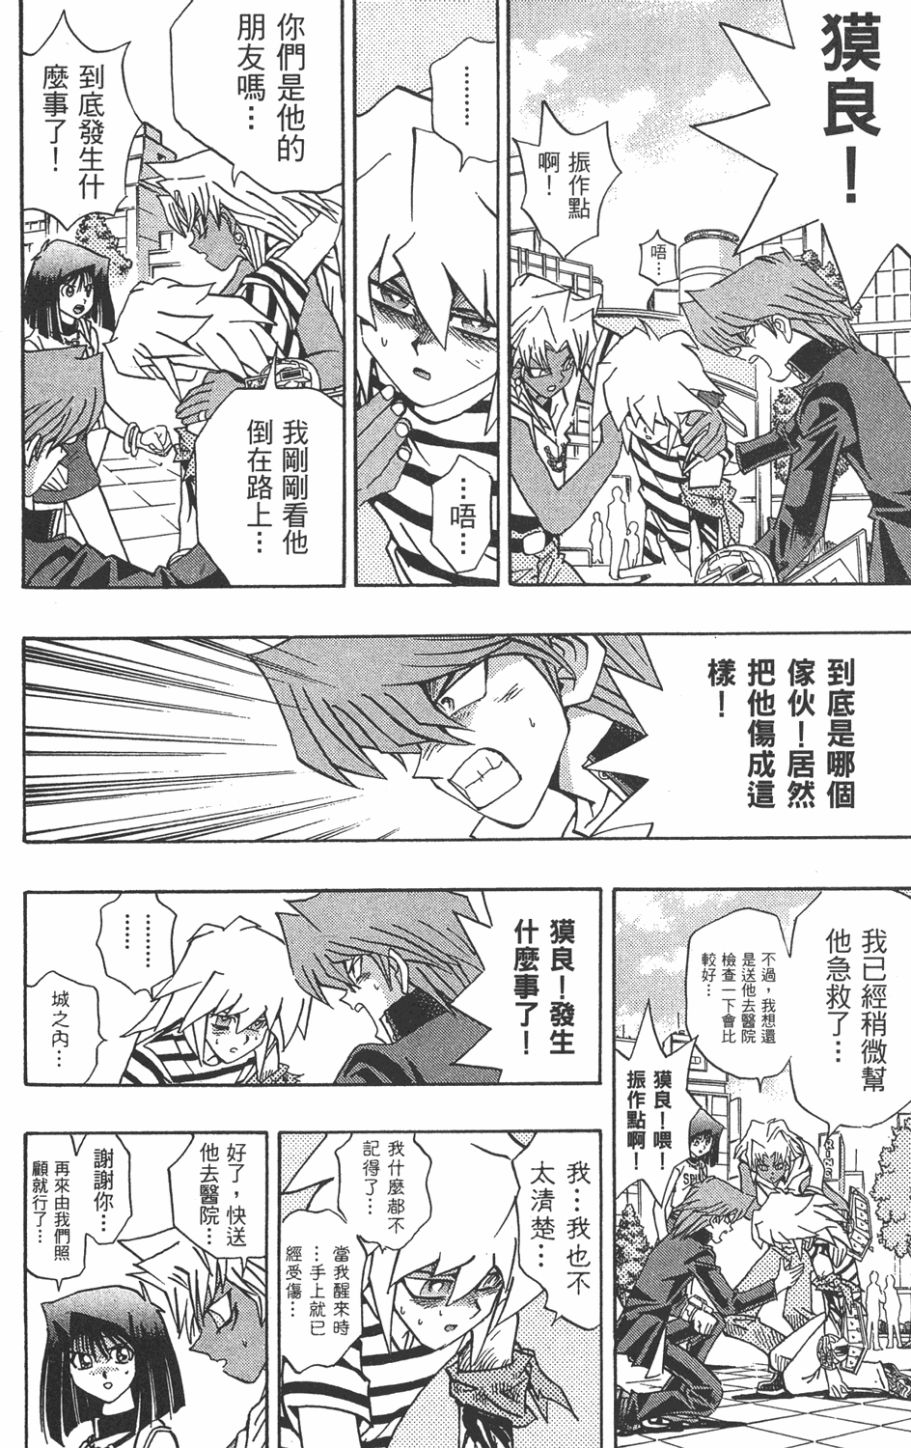 獏良！
振作點
啊！
唔…
………
…唔
…
你們是他的
朋友嗎…
到底發生什
麼事了！
我剛剛看他
倒在路上…
到底是哪個
傢伙！居然
把他傷成這
樣！
我已經稍微幫
他急救了…
不過，我想還
是送他去醫院
檢查一下會比
較好…
獏良！喂！
振作點啊！
獏良！發生
什麼事了！
……
……
城之內…
我…我也不
太清楚…
我什麼都不
記得了…
當我醒來時
…手上就已
經受傷…
好了，快送
他去醫院…
謝謝你…
再來由我們照
顧就行了…